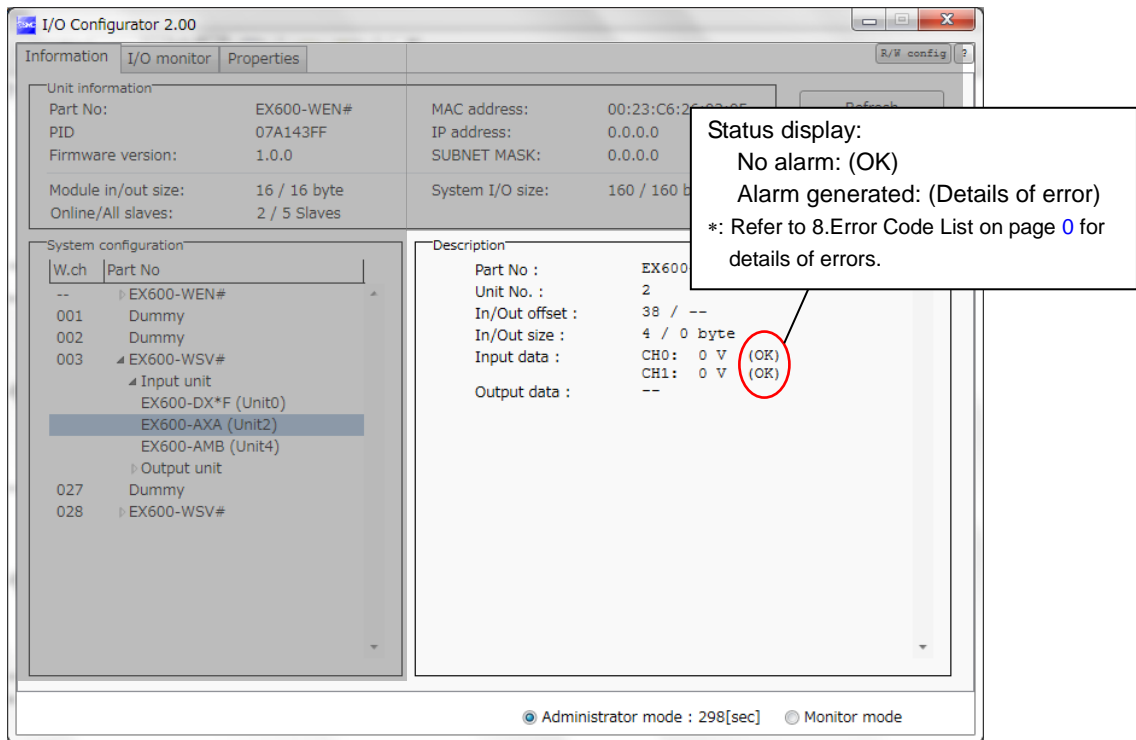 I/O Configurator 2.00
Information I/O monitor Properties R/W config ?
Unit information
Part No: EX600-WEN# MAC address:
PID 07A143FF IP address: 0.0.0.0
Firmware version: 1.0.0 SUBNET MASK: 0.0.0.0
Module in/out size: 16 / 16 byte System I/O size: 160 / 160
Online/All slaves: 2 / 5 Slaves
Status display:
No alarm: (OK)
Alarm generated: (Details of error)
*: Refer to 8.Error Code List on page 0 for
details of errors.
System configuration
W.ch Part No
-- EX600-WEN#
001 Dummy
002 Dummy
003 EX600-WSV#
Input unit
EX600-DX*F (Unit0)
EX600-AXA (Unit2)
EX600-AMB (Unit4)
Output unit
027 Dummy
028 EX600-WSV#
Description
Part No : EX600
Unit No. : 2
In/Out offset : 38 / --
In/Out size : 4 / 0 byte
Input data : CH0: 0 V (OK)
CH1: 0 V (OK)
Output data : --
Administrator mode : 298[sec] Monitor mode